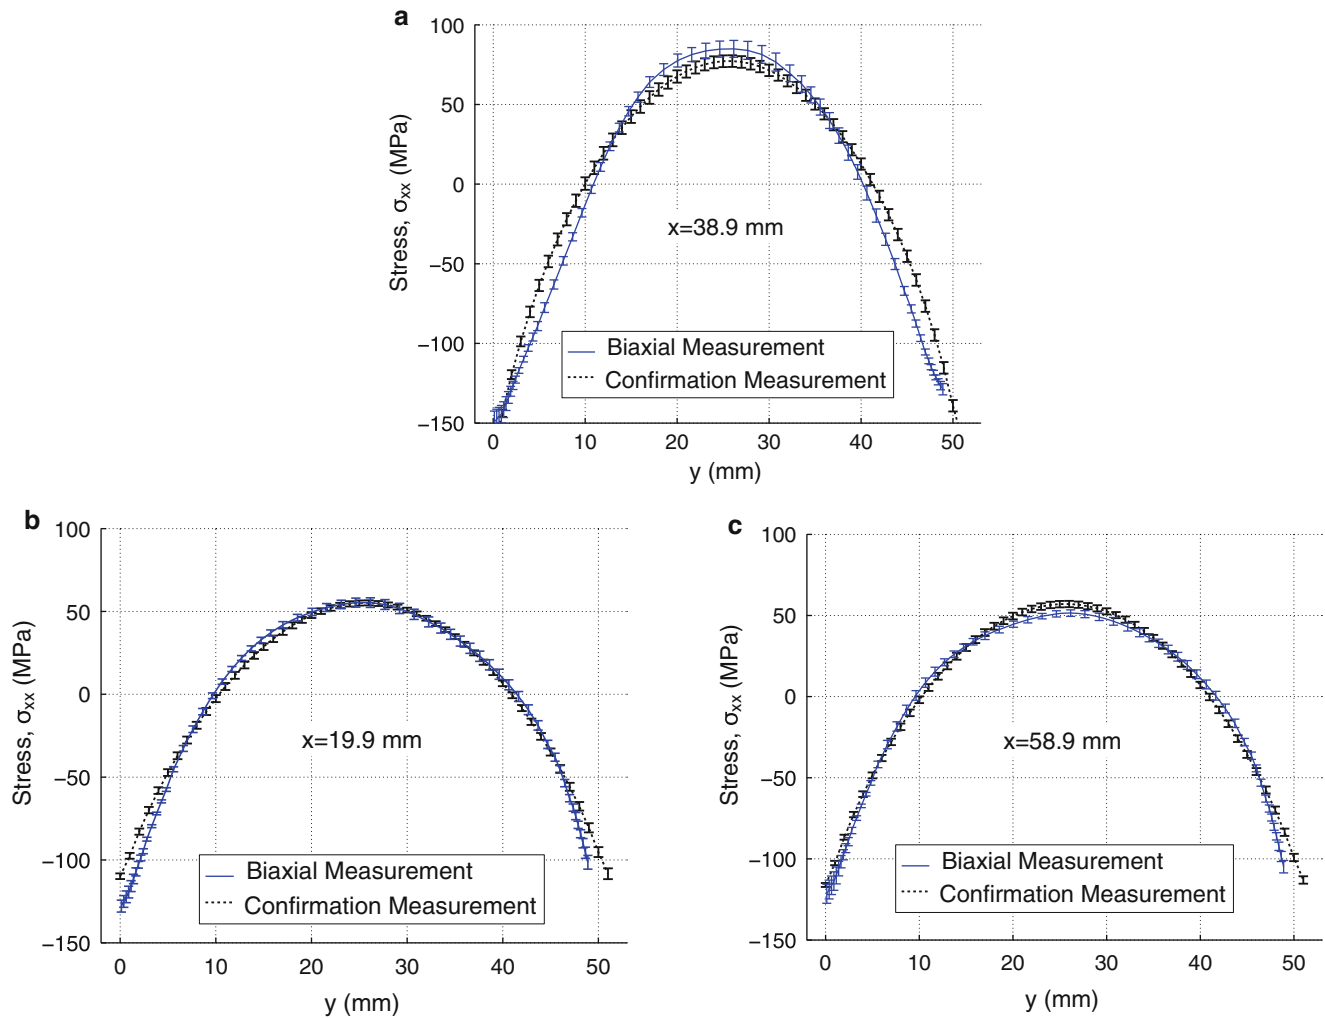 a
100
50
0
−50
−100
−150
Stress, σxx (MPa)
x=38.9 mm
Biaxial Measurement
Confirmation Measurement
0 10 20 30 40 50
y (mm)
b
100
50
0
−50
−100
−150
Stress, σxx (MPa)
x=19.9 mm
Biaxial Measurement
Confirmation Measurement
0 10 20 30 40 50
y (mm)
c
100
50
0
−50
−100
−150
Stress, σxx (MPa)
x=58.9 mm
Biaxial Measurement
Confirmation Measurement
0 10 20 30 40 50
y (mm)